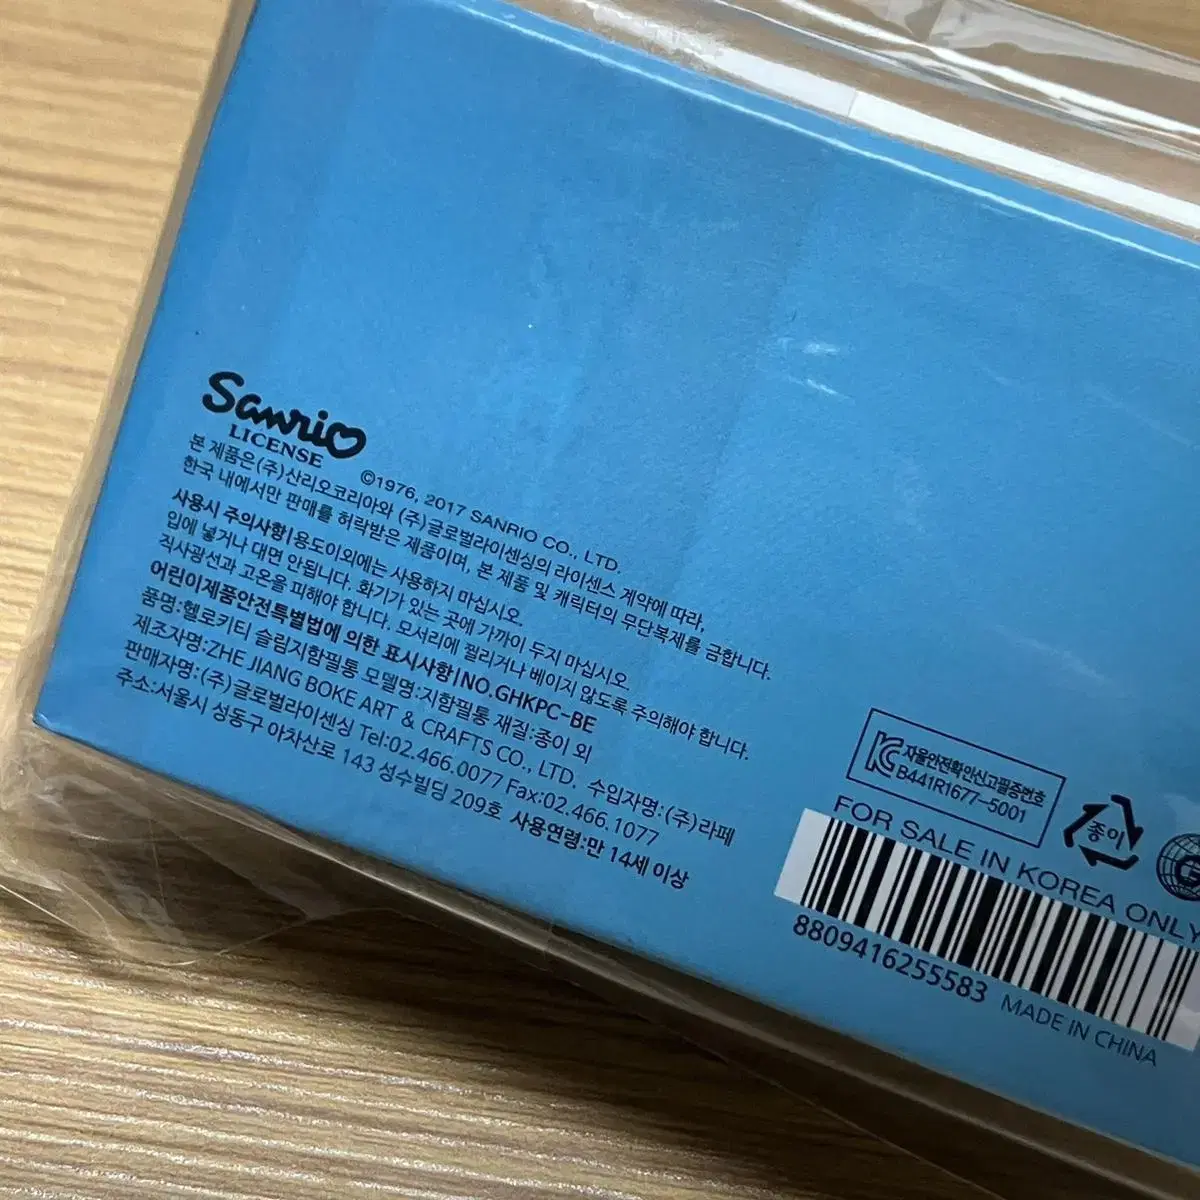 Sanrio
LICENSE
©1976, 2017 SANRIO CO., LTD.
본 제품은 (주)산리오코리아와 (주)글로벌라이센싱의 라이센스 계약에 따라,
한국 내에서만 판매를 허락받은 제품이며, 본 제품 및 캐릭터의 무단복제를 금합니다.
사용시 주의사항|용도이외에는 사용하지 마십시오.
입에 넣거나 대면 안됩니다. 화기가 있는 곳에 가까이 두지 마십시오.
직사광선과 고온을 피해야 합니다. 모서리에 찔리거나 베이지 않도록 주의해야 합니다.
어린이제품안전특별법에 의한 표시사항|NO.GHKPC-BE
품명:헬로키티 슬림지함필통 모델명:지함필통 재질:종이 외
제조자명:ZHE JIANG BOKE ART & CRAFTS CO., LTD. 수입자명:(주)라페
판매자명:(주)글로벌라이센싱 Tel:02.466.0077 Fax:02.466.1077
주소:서울시 성동구 아차산로 143 성수빌딩 209호 사용연령:만 14세 이상
자율안전확인신고필증번호
B441R1677-5001
종이
G
FOR SALE IN KOREA ONLY
8809416255583
MADE IN CHINA